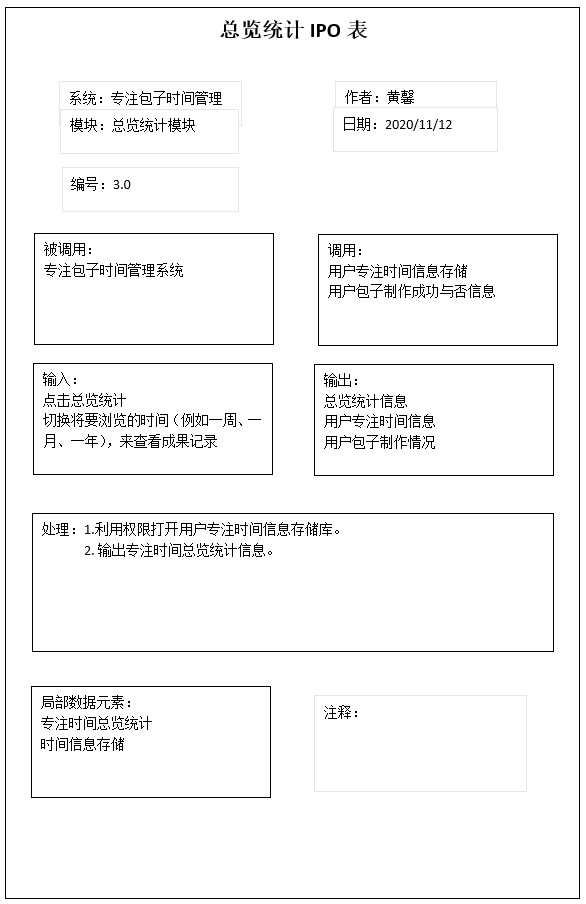 总览统计 IPO 表
系统：专注包子时间管理
作者：黄馨
模块：总览统计模块
日期：2020/11/12
编号：3.0
被调用：
专注包子时间管理系统
调用：
用户专注时间信息存储
用户包子制作成功与否信息
输入：
点击总览统计
切换将要浏览的时间（例如一周、一
月、一年），来查看成果记录
输出：
总览统计信息
用户专注时间信息
用户包子制作情况
处理：1.利用权限打开用户专注时间信息存储库。
2. 输出专注时间总览统计信息。
局部数据元素：
专注时间总览统计
时间信息存储
注释：